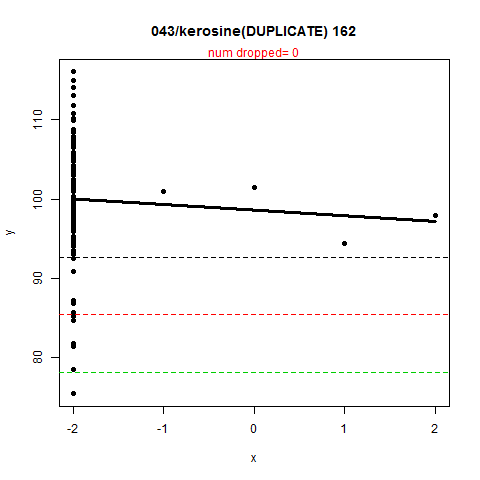 043/kerosine(DUPLICATE) 162
num dropped= 0
110
100
90
80
y
-2 -1 0 1 2
x